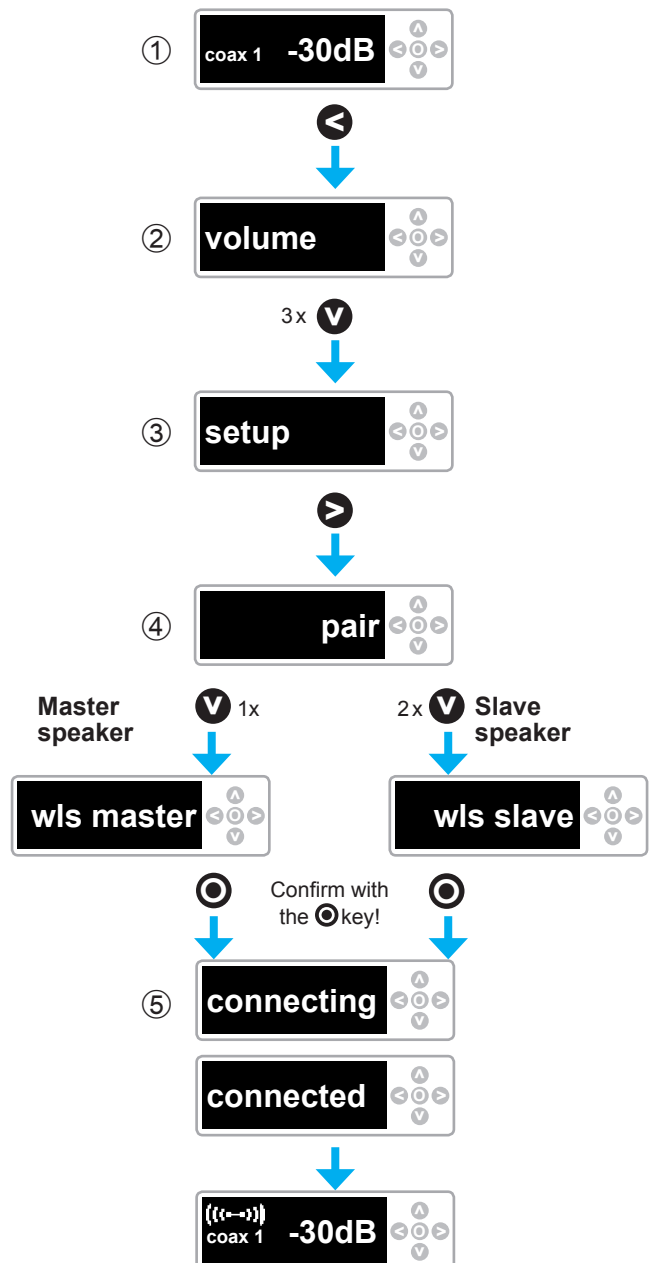 ① coax 1 -30dB
② volume
3 x
③ setup
④ pair
Master
speaker
1x
2 x
Slave
speaker
wls master
wls slave
Confirm with
the key!
⑤ connecting
connected
coax 1 -30dB